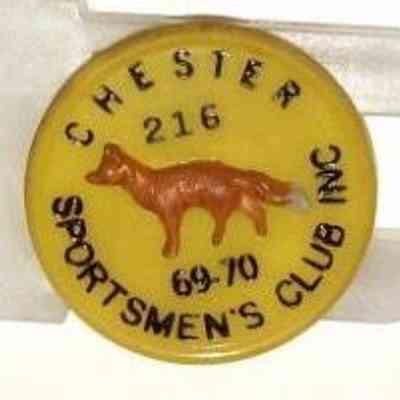 CHESTER
216
69-70
SPORTSMEN'S CLUB INC